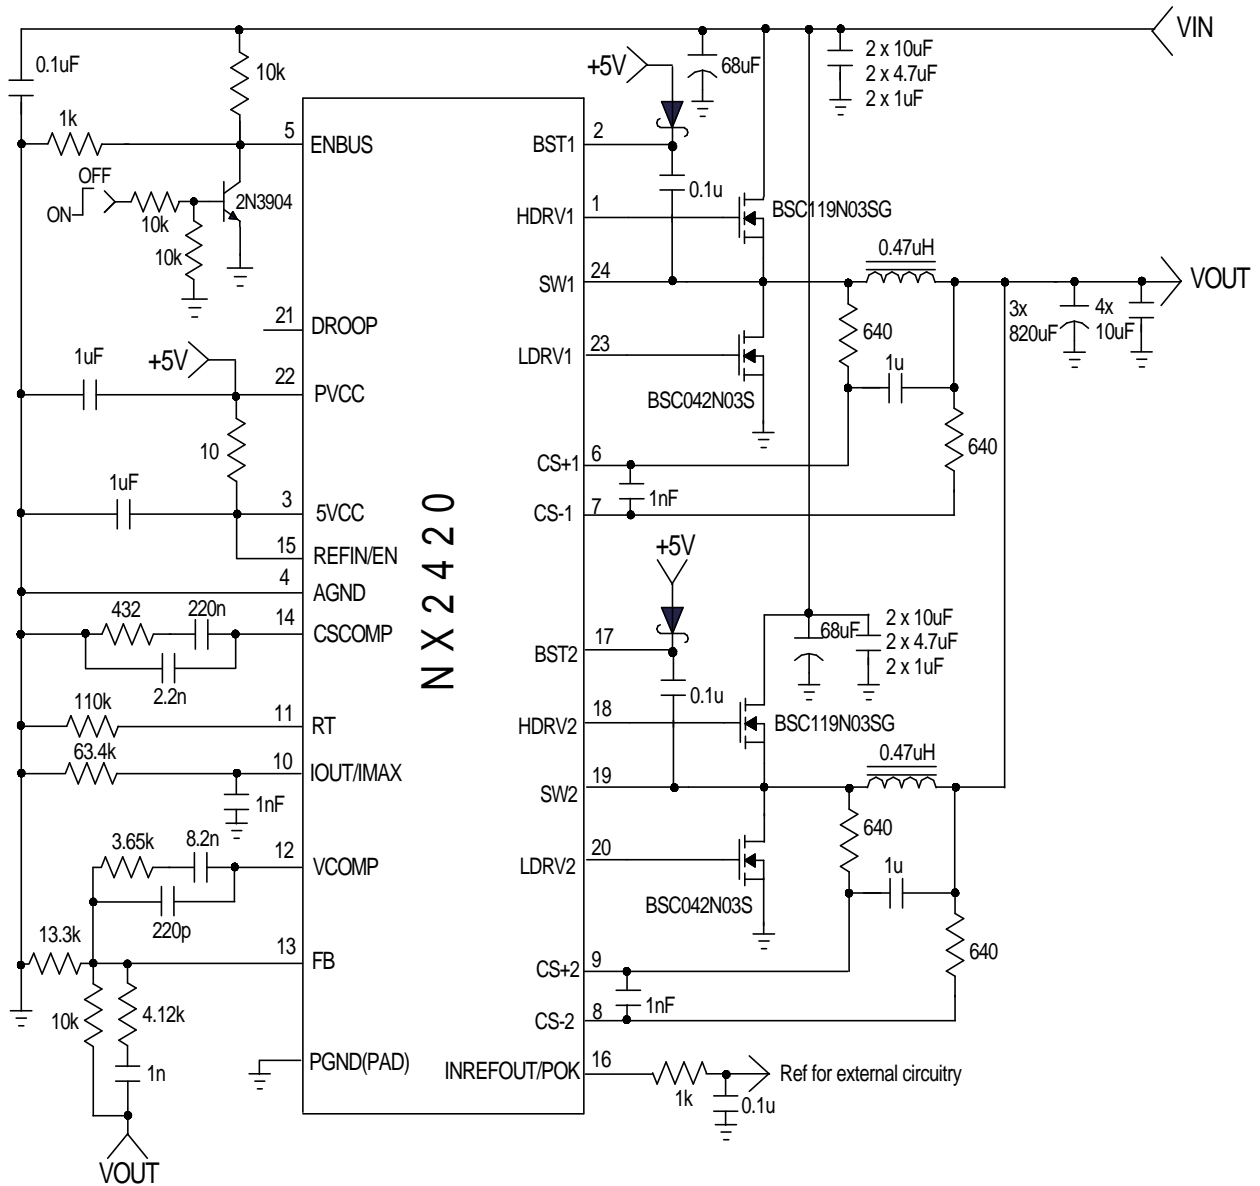 VIN
0.1uF
10k
+5V
68uF
2 x 10uF
2 x 4.7uF
2 x 1uF
1k
5
ENBUS
BST1
2
0.1u
OFF
ON
10k
2N3904
10k
HDRV1
1
BSC119N03SG
0.47uH
SW1
24
VOUT
21
DROOP
LDRV1
23
640
3x
820uF
4x
10uF
1uF
+5V
22
PVCC
BSC042N03S
1u
10
CS+1
6
640
1nF
1uF
3
5VCC
CS-1
7
15
REFIN/EN
+5V
4
AGND
432
220n
14
CSCOMP
2.2n
NX2420
BST2
17
0.1u
68uF
2 x 10uF
2 x 4.7uF
2 x 1uF
110k
11
RT
HDRV2
18
BSC119N03SG
63.4k
10
IOUT/IMAX
1nF
SW2
19
0.47uH
3.65k
8.2n
12
VCOMP
220p
LDRV2
20
640
1u
BSC042N03S
13.3k
13
FB
CS+2
9
640
1nF
10k
4.12k
CS-2
8
1n
PGND(PAD)
INREFOUT/POK
16
1k
0.1u
Ref for external circuitry
VOUT